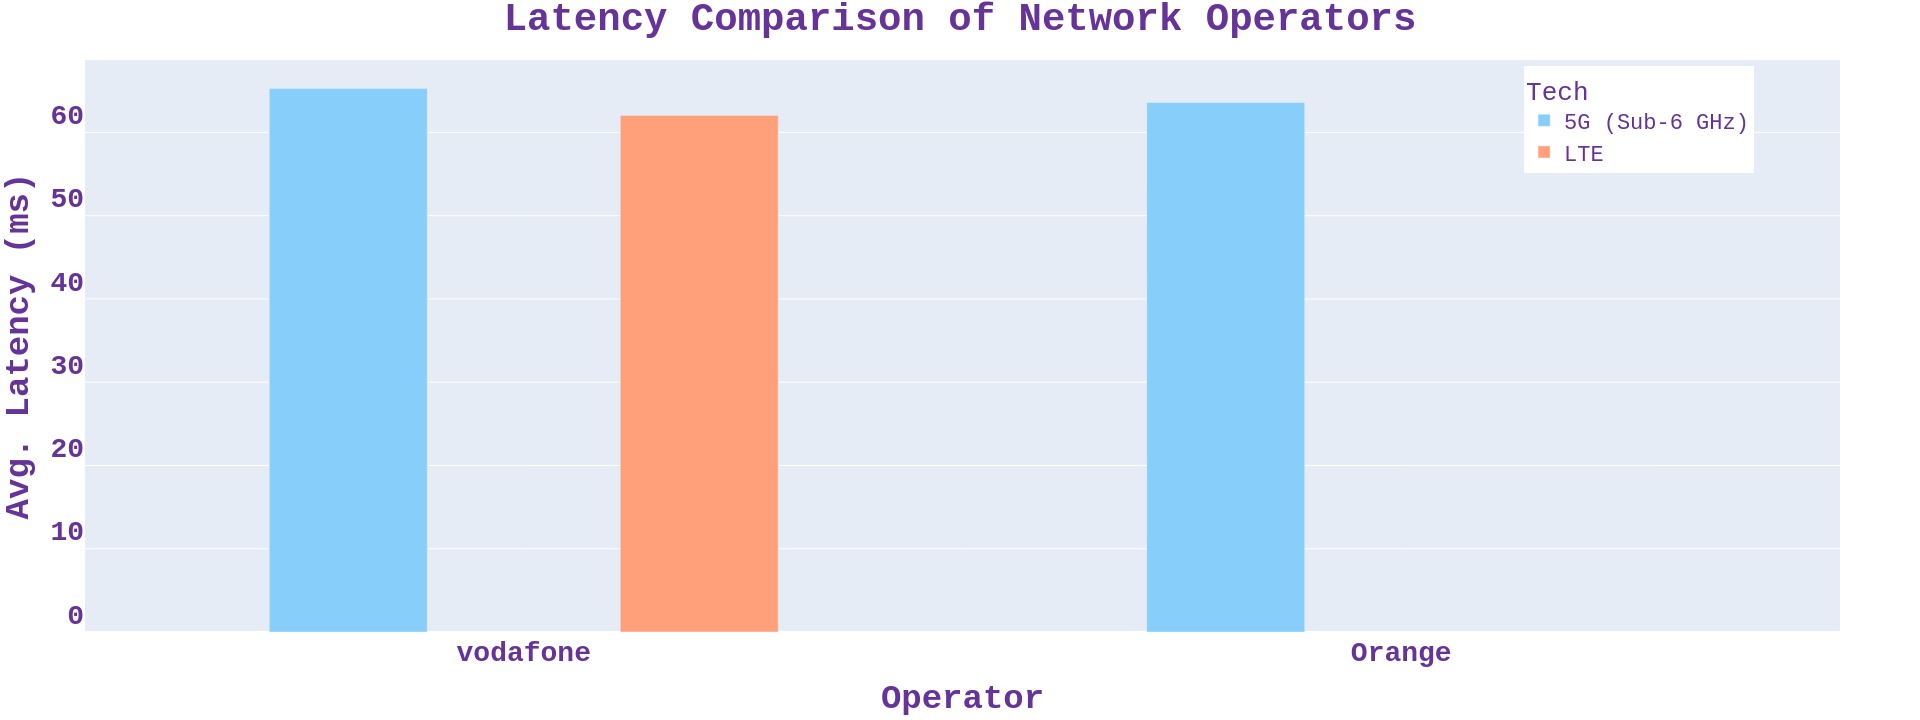 Latency Comparison of Network Operators
Tech
5G (Sub-6 GHz)
LTE
Avg. Latency (ms)
60
50
40
30
20
10
0
vodafone
Orange
Operator